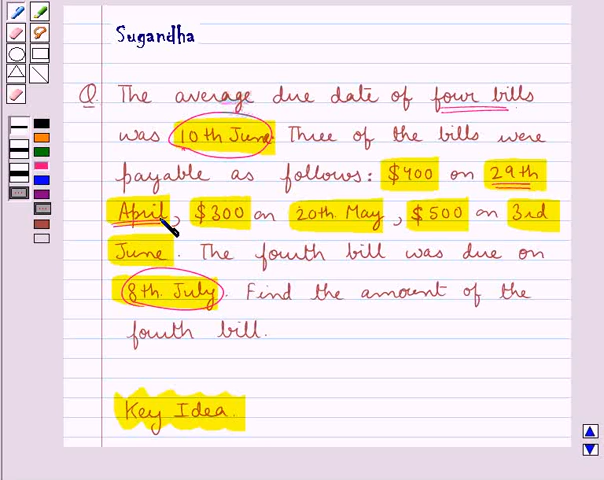 Sugandha
Q. The average due date of four bills
was 10th June. Three of the bills were
payable as follows: $400 on 29th
April, $300 on 20th May, $500 on 3rd
June. The fourth bill was due on
8th July. Find the amount of the
fourth bill.
Key Idea.